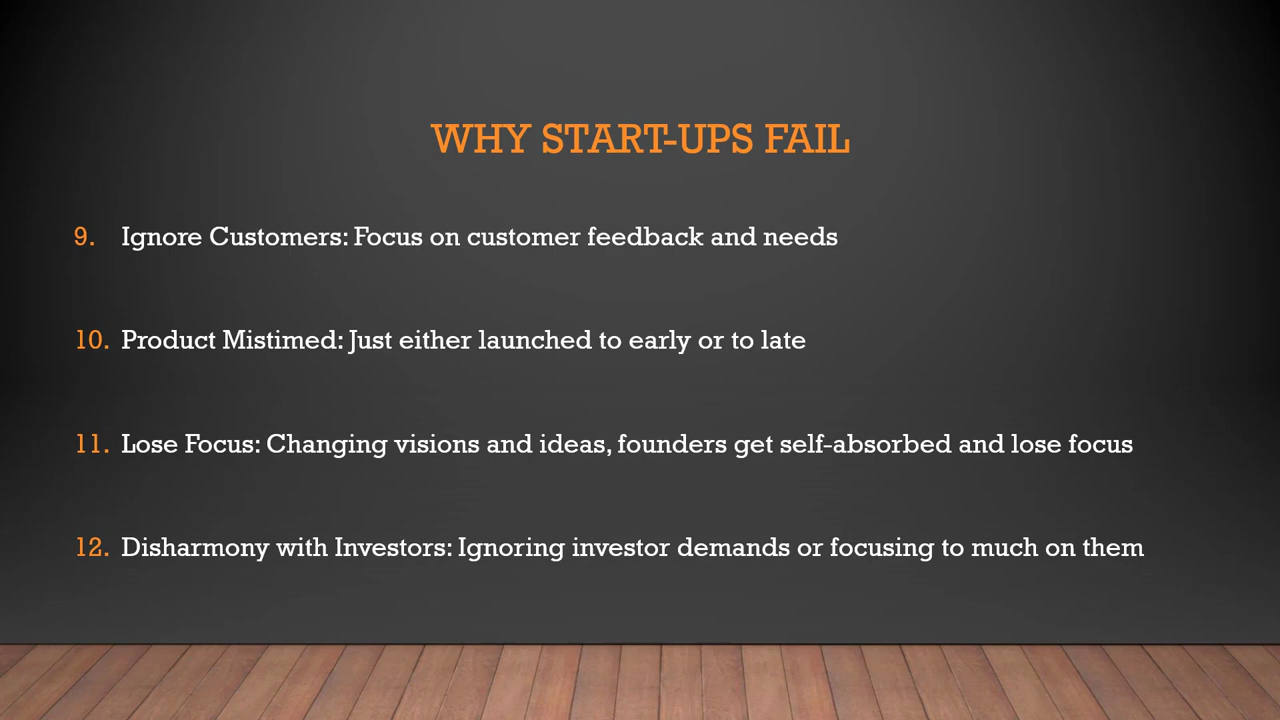 WHY START-UPS FAIL
9. Ignore Customers: Focus on customer feedback and needs
10. Product Mistimed: Just either launched to early or to late
11. Lose Focus: Changing visions and ideas, founders get self-absorbed and lose focus
12. Disharmony with Investors: Ignoring investor demands or focusing to much on them